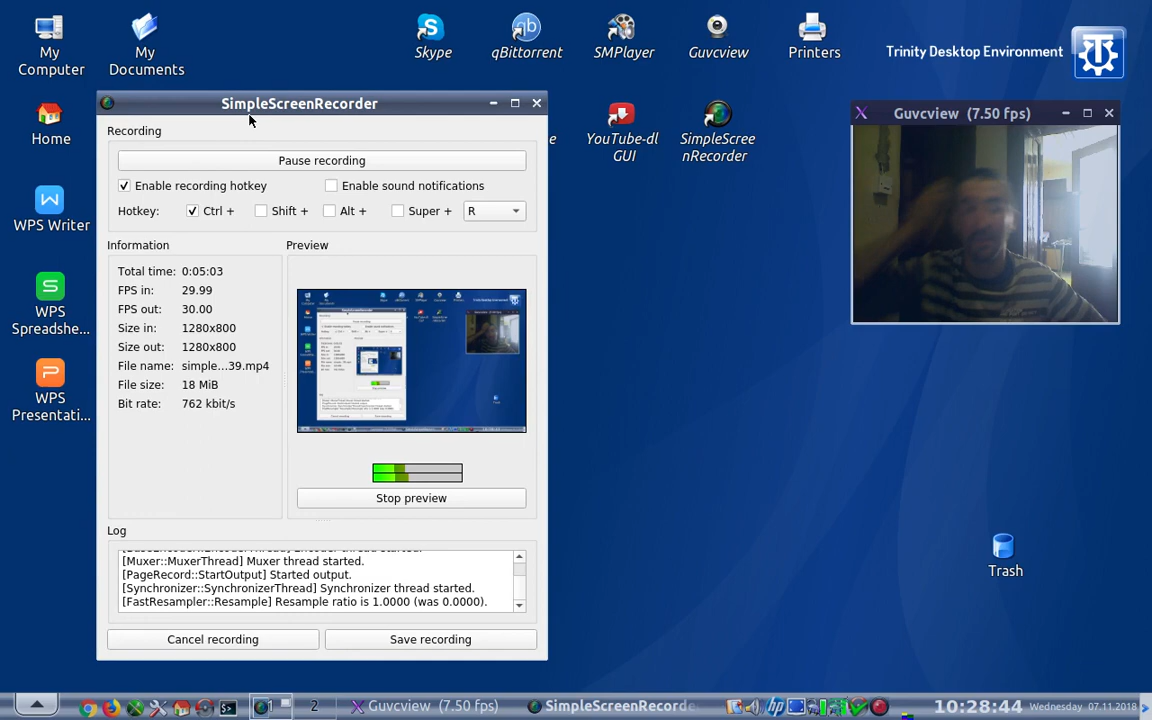 My Computer
My Documents
Skype
qBittorrent
SMPlayer
Guvcview
Printers
Trinity Desktop Environment
SimpleScreenRecorder
Guvcview (7.50 fps)
Home
e
YouTube-dl GUI
SimpleScree
nRecorder
Recording
Pause recording
Enable recording hotkey
Enable sound notifications
Hotkey: Ctrl + Shift + Alt + Super + R
WPS Writer
Information
Preview
Total time: 0:05:03
FPS in: 29.99
FPS out: 30.00
Size in: 1280x800
Size out: 1280x800
File name: simple...39.mp4
File size: 18 MiB
Bit rate: 762 kbit/s
WPS
Spreadshe...
WPS
Presentati...
Stop preview
Log
[Muxer::MuxerThread] Muxer thread started.
[PageRecord::StartOutput] Started output.
[Synchronizer::SynchronizerThread] Synchronizer thread started.
[FastResampler::Resample] Resample ratio is 1.0000 (was 0.0000).
Trash
Cancel recording
Save recording
1
2
Guvcview (7.50 fps)
SimpleScreenRecorde
10:28:44
Wednesday
07.11.2018